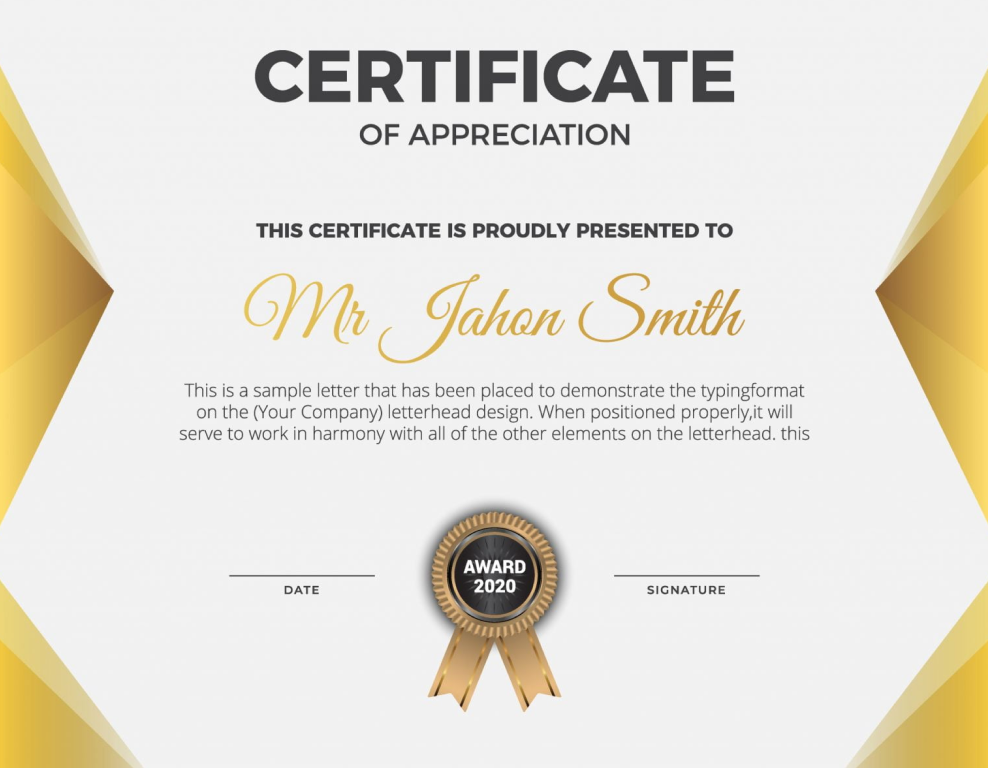 CERTIFICATE
OF APPRECIATION
THIS CERTIFICATE IS PROUDLY PRESENTED TO
Mr Jahon Smith
This is a sample letter that has been placed to demonstrate the typingformat
on the (Your Company) letterhead design. When positioned properly,it will
serve to work in harmony with all of the other elements on the letterhead. this
AWARD
2020
DATE
SIGNATURE